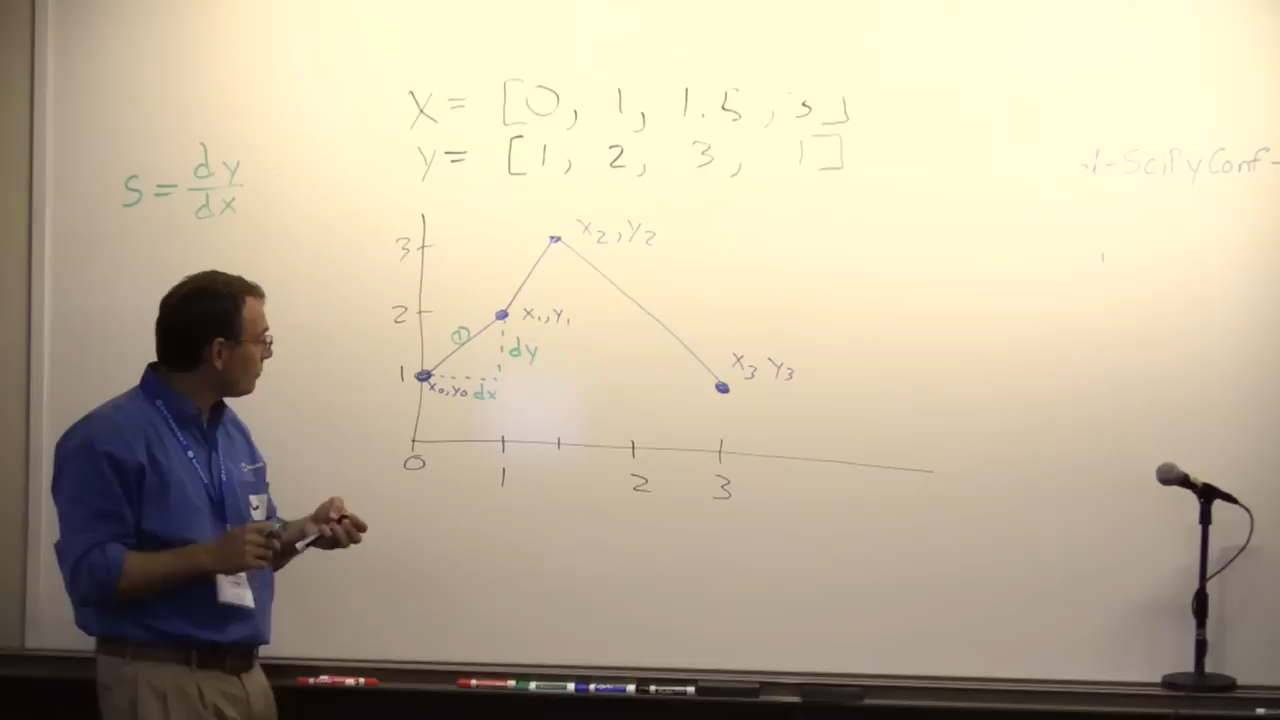 X = [0, 1, 1.5, 3]
Y = [1, 2, 3, 1]
S = dy/dx
-SciPyConf-
3
X2, Y2
2
X1, Y1
①
dy
1
X0, Y0
dx
X3 Y3
0
1
2
3